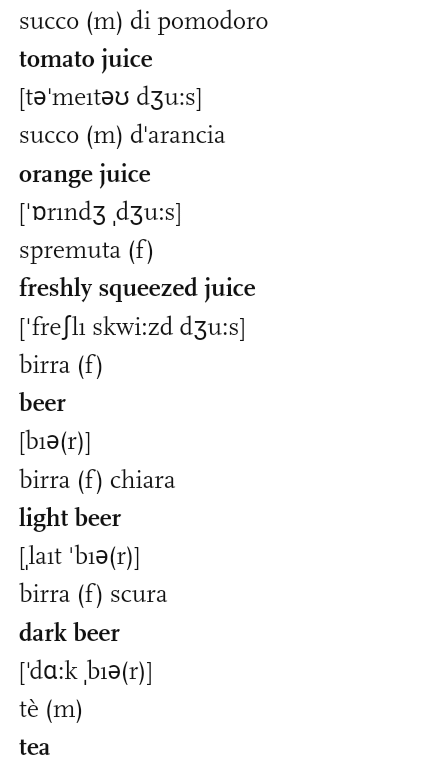 succo (m) di pomodoro
tomato juice
[tə'meɪtəʊ dʒu:s]
succo (m) d'arancia
orange juice
['ɒrɪndʒ ˌdʒu:s]
spremuta (f)
freshly squeezed juice
['freʃlɪ skwi:zd dʒu:s]
birra (f)
beer
[bɪə(r)]
birra (f) chiara
light beer
[ˌlaɪt 'bɪə(r)]
birra (f) scura
dark beer
['dɑ:k ˌbɪə(r)]
tè (m)
tea